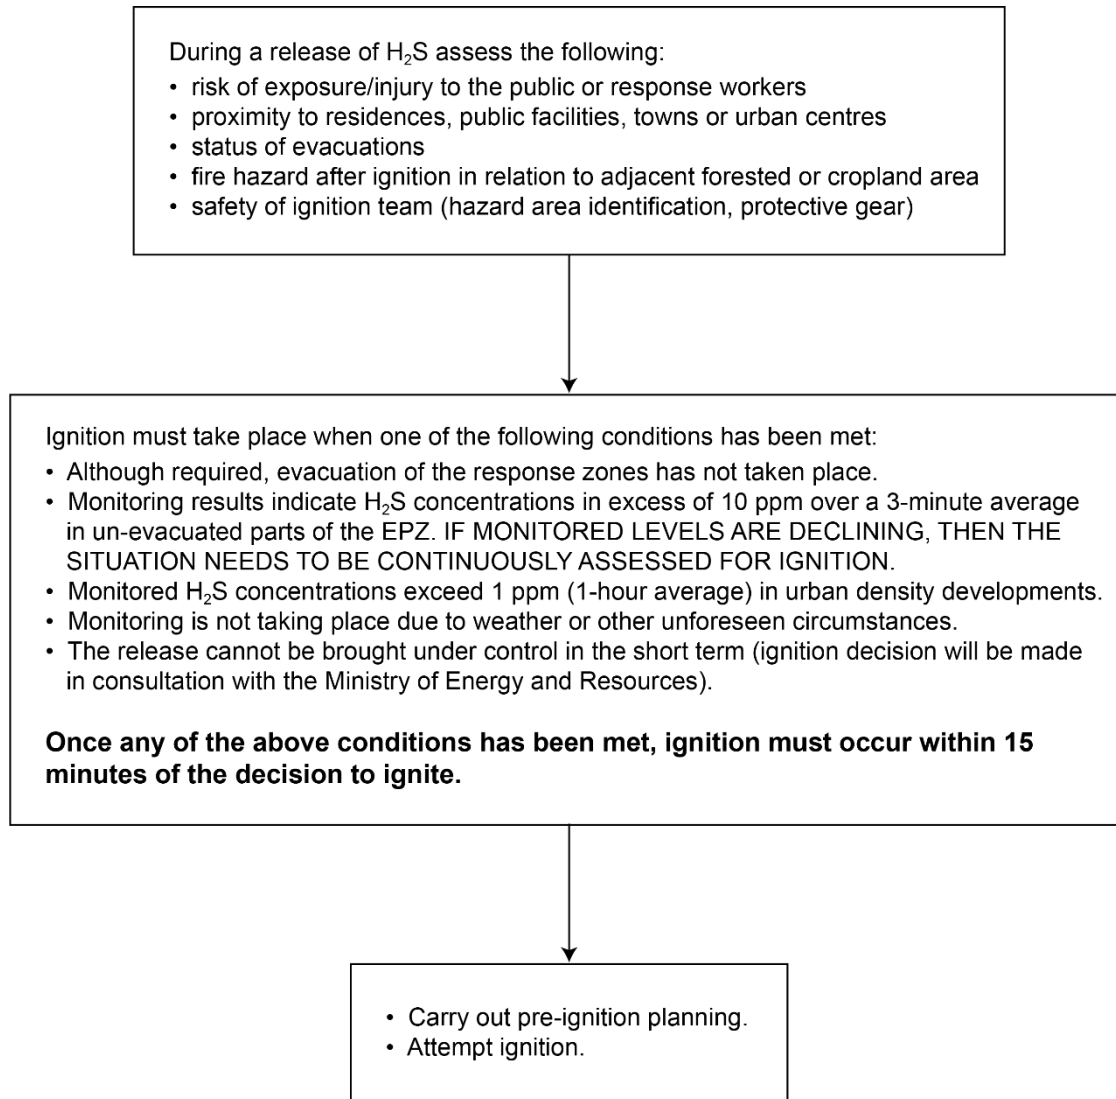 During a release of H₂S assess the following:
• risk of exposure/injury to the public or response workers
• proximity to residences, public facilities, towns or urban centres
• status of evacuations
• fire hazard after ignition in relation to adjacent forested or cropland area
• safety of ignition team (hazard area identification, protective gear)
Ignition must take place when one of the following conditions has been met:
• Although required, evacuation of the response zones has not taken place.
• Monitoring results indicate H₂S concentrations in excess of 10 ppm over a 3-minute average
in un-evacuated parts of the EPZ. IF MONITORED LEVELS ARE DECLINING, THEN THE
SITUATION NEEDS TO BE CONTINUOUSLY ASSESSED FOR IGNITION.
• Monitored H₂S concentrations exceed 1 ppm (1-hour average) in urban density developments.
• Monitoring is not taking place due to weather or other unforeseen circumstances.
• The release cannot be brought under control in the short term (ignition decision will be made
in consultation with the Ministry of Energy and Resources).
Once any of the above conditions has been met, ignition must occur within 15
minutes of the decision to ignite.
• Carry out pre-ignition planning.
• Attempt ignition.